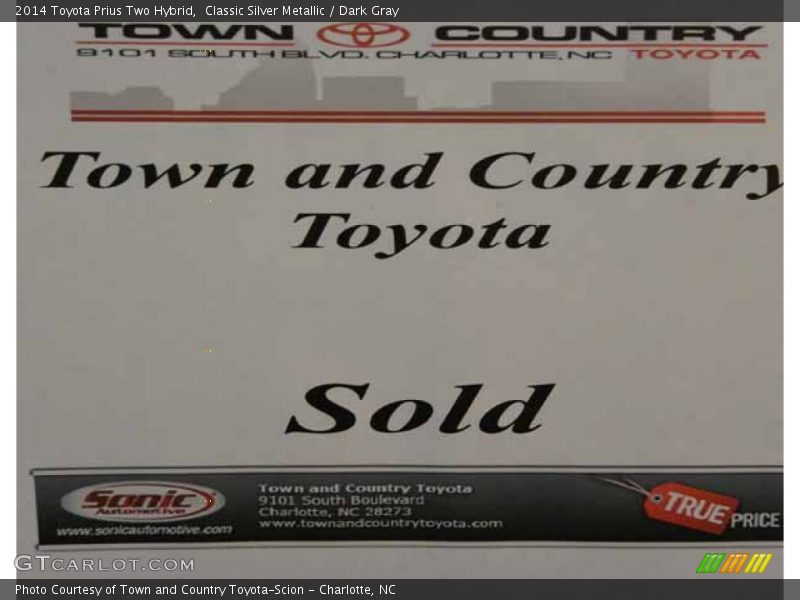 2014 Toyota Prius Two Hybrid, Classic Silver Metallic / Dark Gray
TOWN COUNTRY
9101 SOUTH BLVD. CHARLOTTE, NC TOYOTA
Town and Country
Toyota
Sold
Sonic
Automotive
www.sonicautomotive.com
Town and Country Toyota
9101 South Boulevard
Charlotte, NC 28273
www.townandcountrytoyota.com
TRUE PRICE
GTCARLOT.COM
Photo Courtesy of Town and Country Toyota-Scion - Charlotte, NC